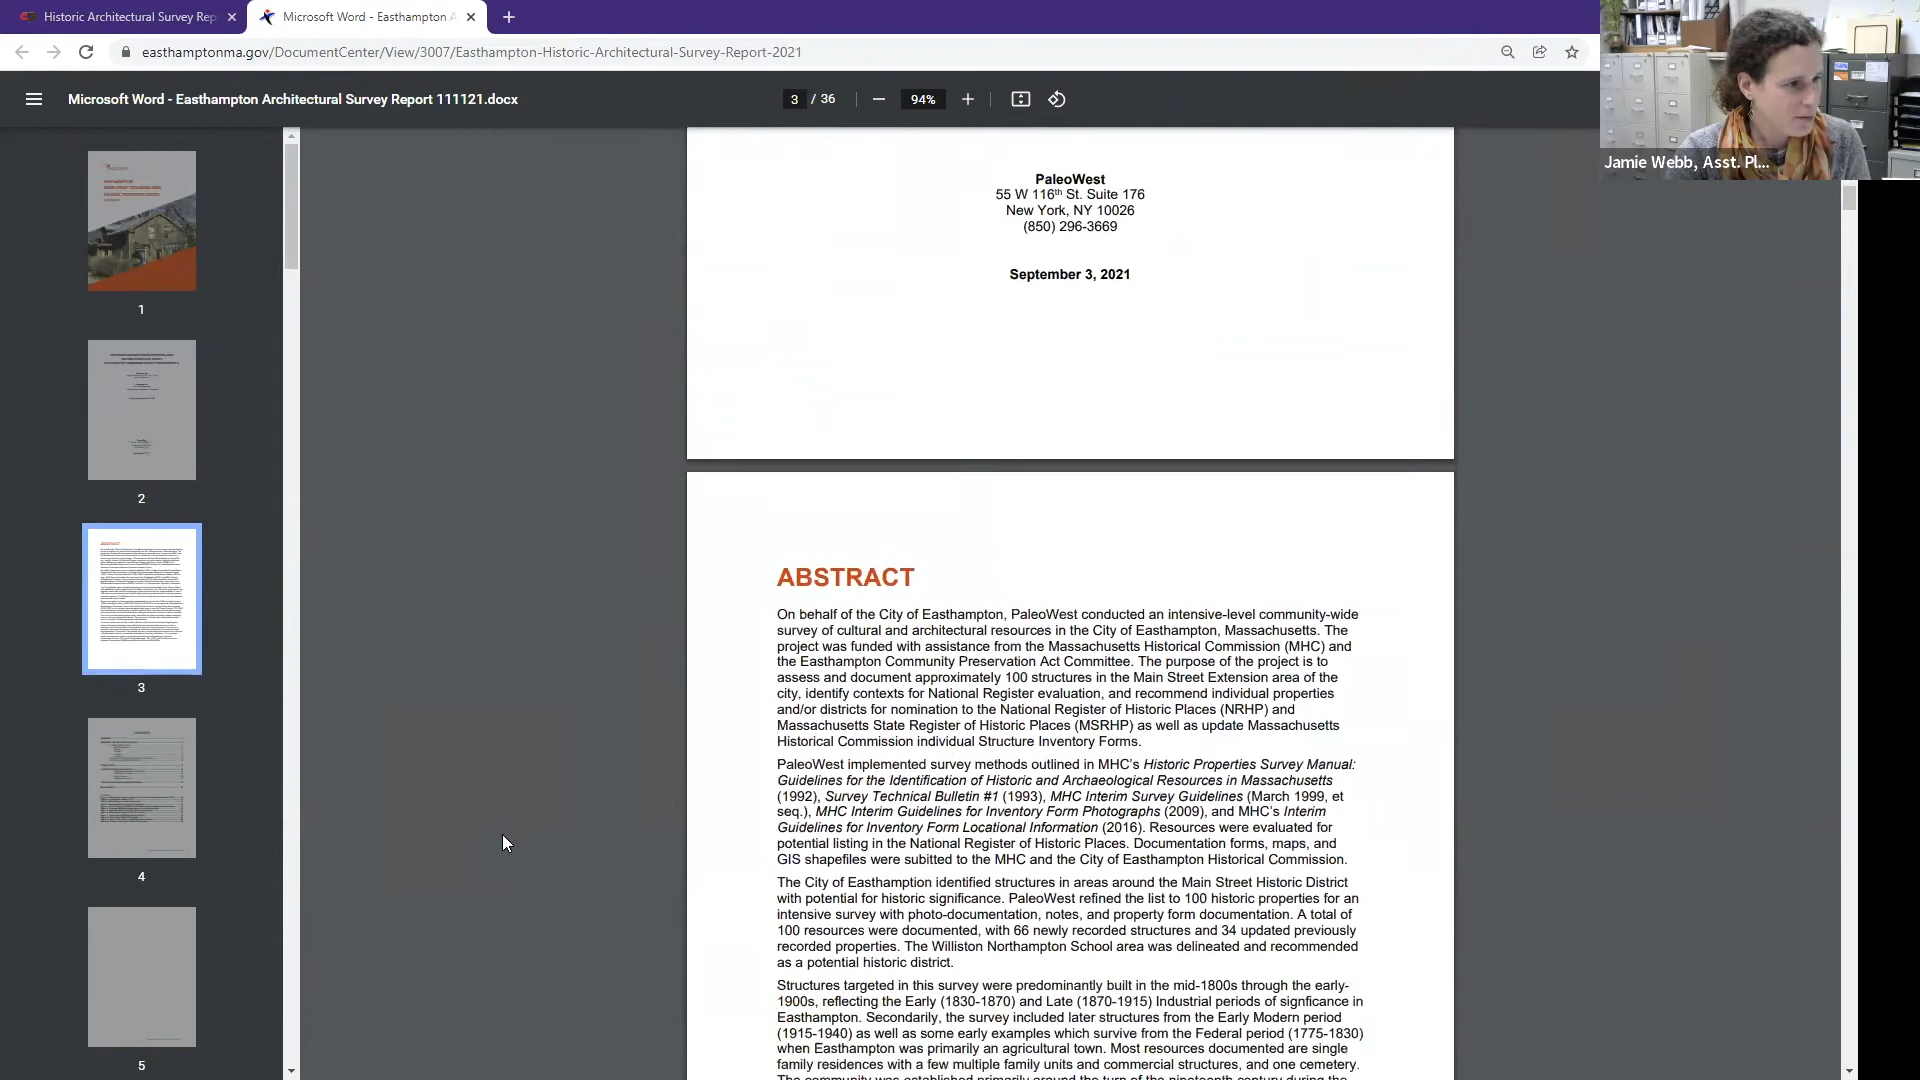 Historic Architectural Survey Rep
Microsoft Word - Easthampton A
easthamptonma.gov/DocumentCenter/View/3007/Easthampton-Historic-Architectural-Survey-Report-2021
Microsoft Word - Easthampton Architectural Survey Report 111121.docx
3 / 36
94%
Jamie Webb, Asst. Pl...
1
2
ABSTRACT
3
4
5
PaleoWest
55 W 116th St. Suite 176
New York, NY 10026
(850) 296-3669
September 3, 2021
ABSTRACT
On behalf of the City of Easthampton, PaleoWest conducted an intensive-level community-wide
survey of cultural and architectural resources in the City of Easthampton, Massachusetts. The
project was funded with assistance from the Massachusetts Historical Commission (MHC) and
the Easthampton Community Preservation Act Committee. The purpose of the project is to
assess and document approximately 100 structures in the Main Street Extension area of the
city, identify contexts for National Register evaluation, and recommend individual properties
and/or districts for nomination to the National Register of Historic Places (NRHP) and
Massachusetts State Register of Historic Places (MSRHP) as well as update Massachusetts
Historical Commission individual Structure Inventory Forms.
PaleoWest implemented survey methods outlined in MHC's Historic Properties Survey Manual:
Guidelines for the Identification of Historic and Archaeological Resources in Massachusetts
(1992), Survey Technical Bulletin #1 (1993), MHC Interim Survey Guidelines (March 1999, et
seq.), MHC Interim Guidelines for Inventory Form Photographs (2009), and MHC's Interim
Guidelines for Inventory Form Locational Information (2016). Resources were evaluated for
potential listing in the National Register of Historic Places. Documentation forms, maps, and
GIS shapefiles were subitted to the MHC and the City of Easthampton Historical Commission.
The City of Easthamption identified structures in areas around the Main Street Historic District
with potential for historic significance. PaleoWest refined the list to 100 historic properties for an
intensive survey with photo-documentation, notes, and property form documentation. A total of
100 resources were documented, with 66 newly recorded structures and 34 updated previously
recorded properties. The Williston Northampton School area was delineated and recommended
as a potential historic district.
Structures targeted in this survey were predominantly built in the mid-1800s through the early-
1900s, reflecting the Early (1830-1870) and Late (1870-1915) Industrial periods of signficance in
Easthampton. Secondarily, the survey included later structures from the Early Modern period
(1915-1940) as well as some early examples which survive from the Federal period (1775-1830)
when Easthampton was primarily an agricultural town. Most resources documented are single
family residences with a few multiple family units and commercial structures, and one cemetery.
The community was established primarily around the turn of the nineteenth century during the